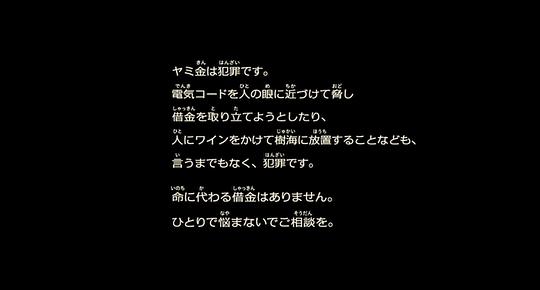 ヤミ金は犯罪です。
電気コードを人の眼に近づけて脅し
借金を取り立てようとしたり、
人にワインをかけて樹海に放置することなども、
言うまでもなく、犯罪です。
命に代わる借金はありません。
ひとりで悩まないでご相談を。